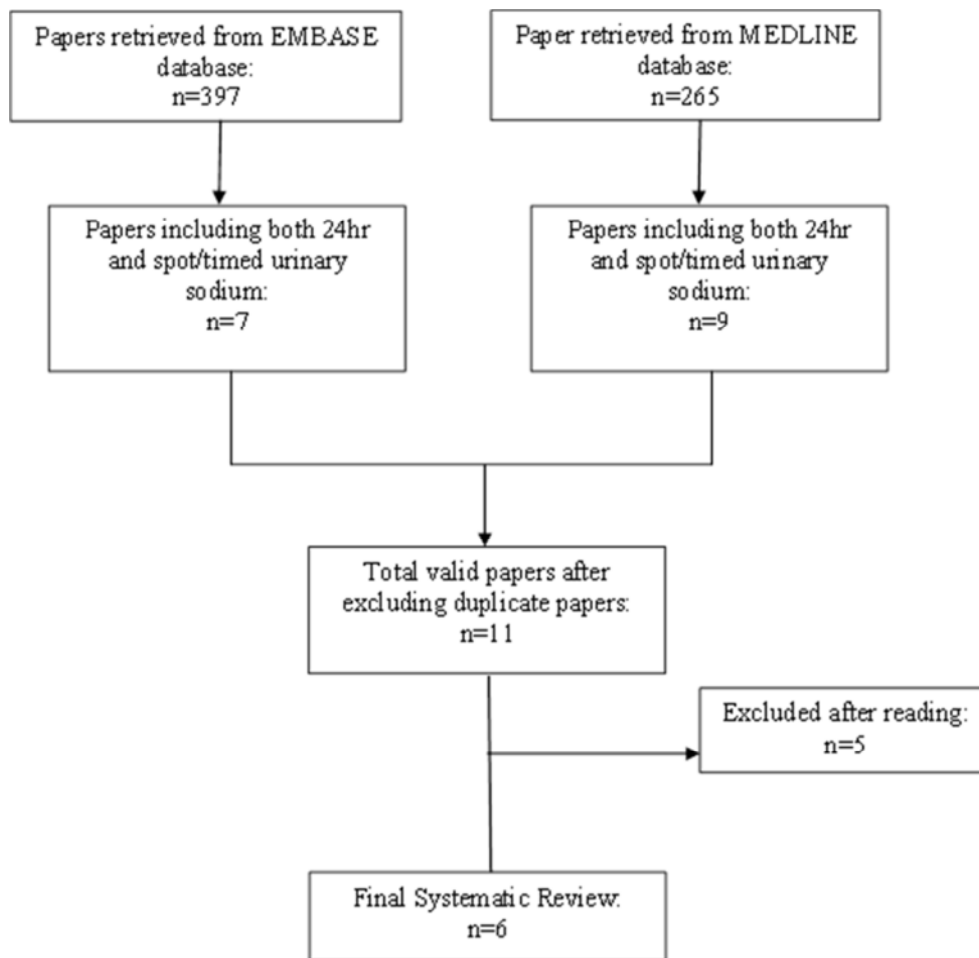 Papers retrieved from EMBASE
database:
n=397
Paper retrieved from MEDLINE
database:
n=265
Papers including both 24hr
and spot/timed urinary
sodium:
n=7
Papers including both 24hr
and spot/timed urinary
sodium:
n=9
Total valid papers after
excluding duplicate papers:
n=11
Excluded after reading:
n=5
Final Systematic Review:
n=6